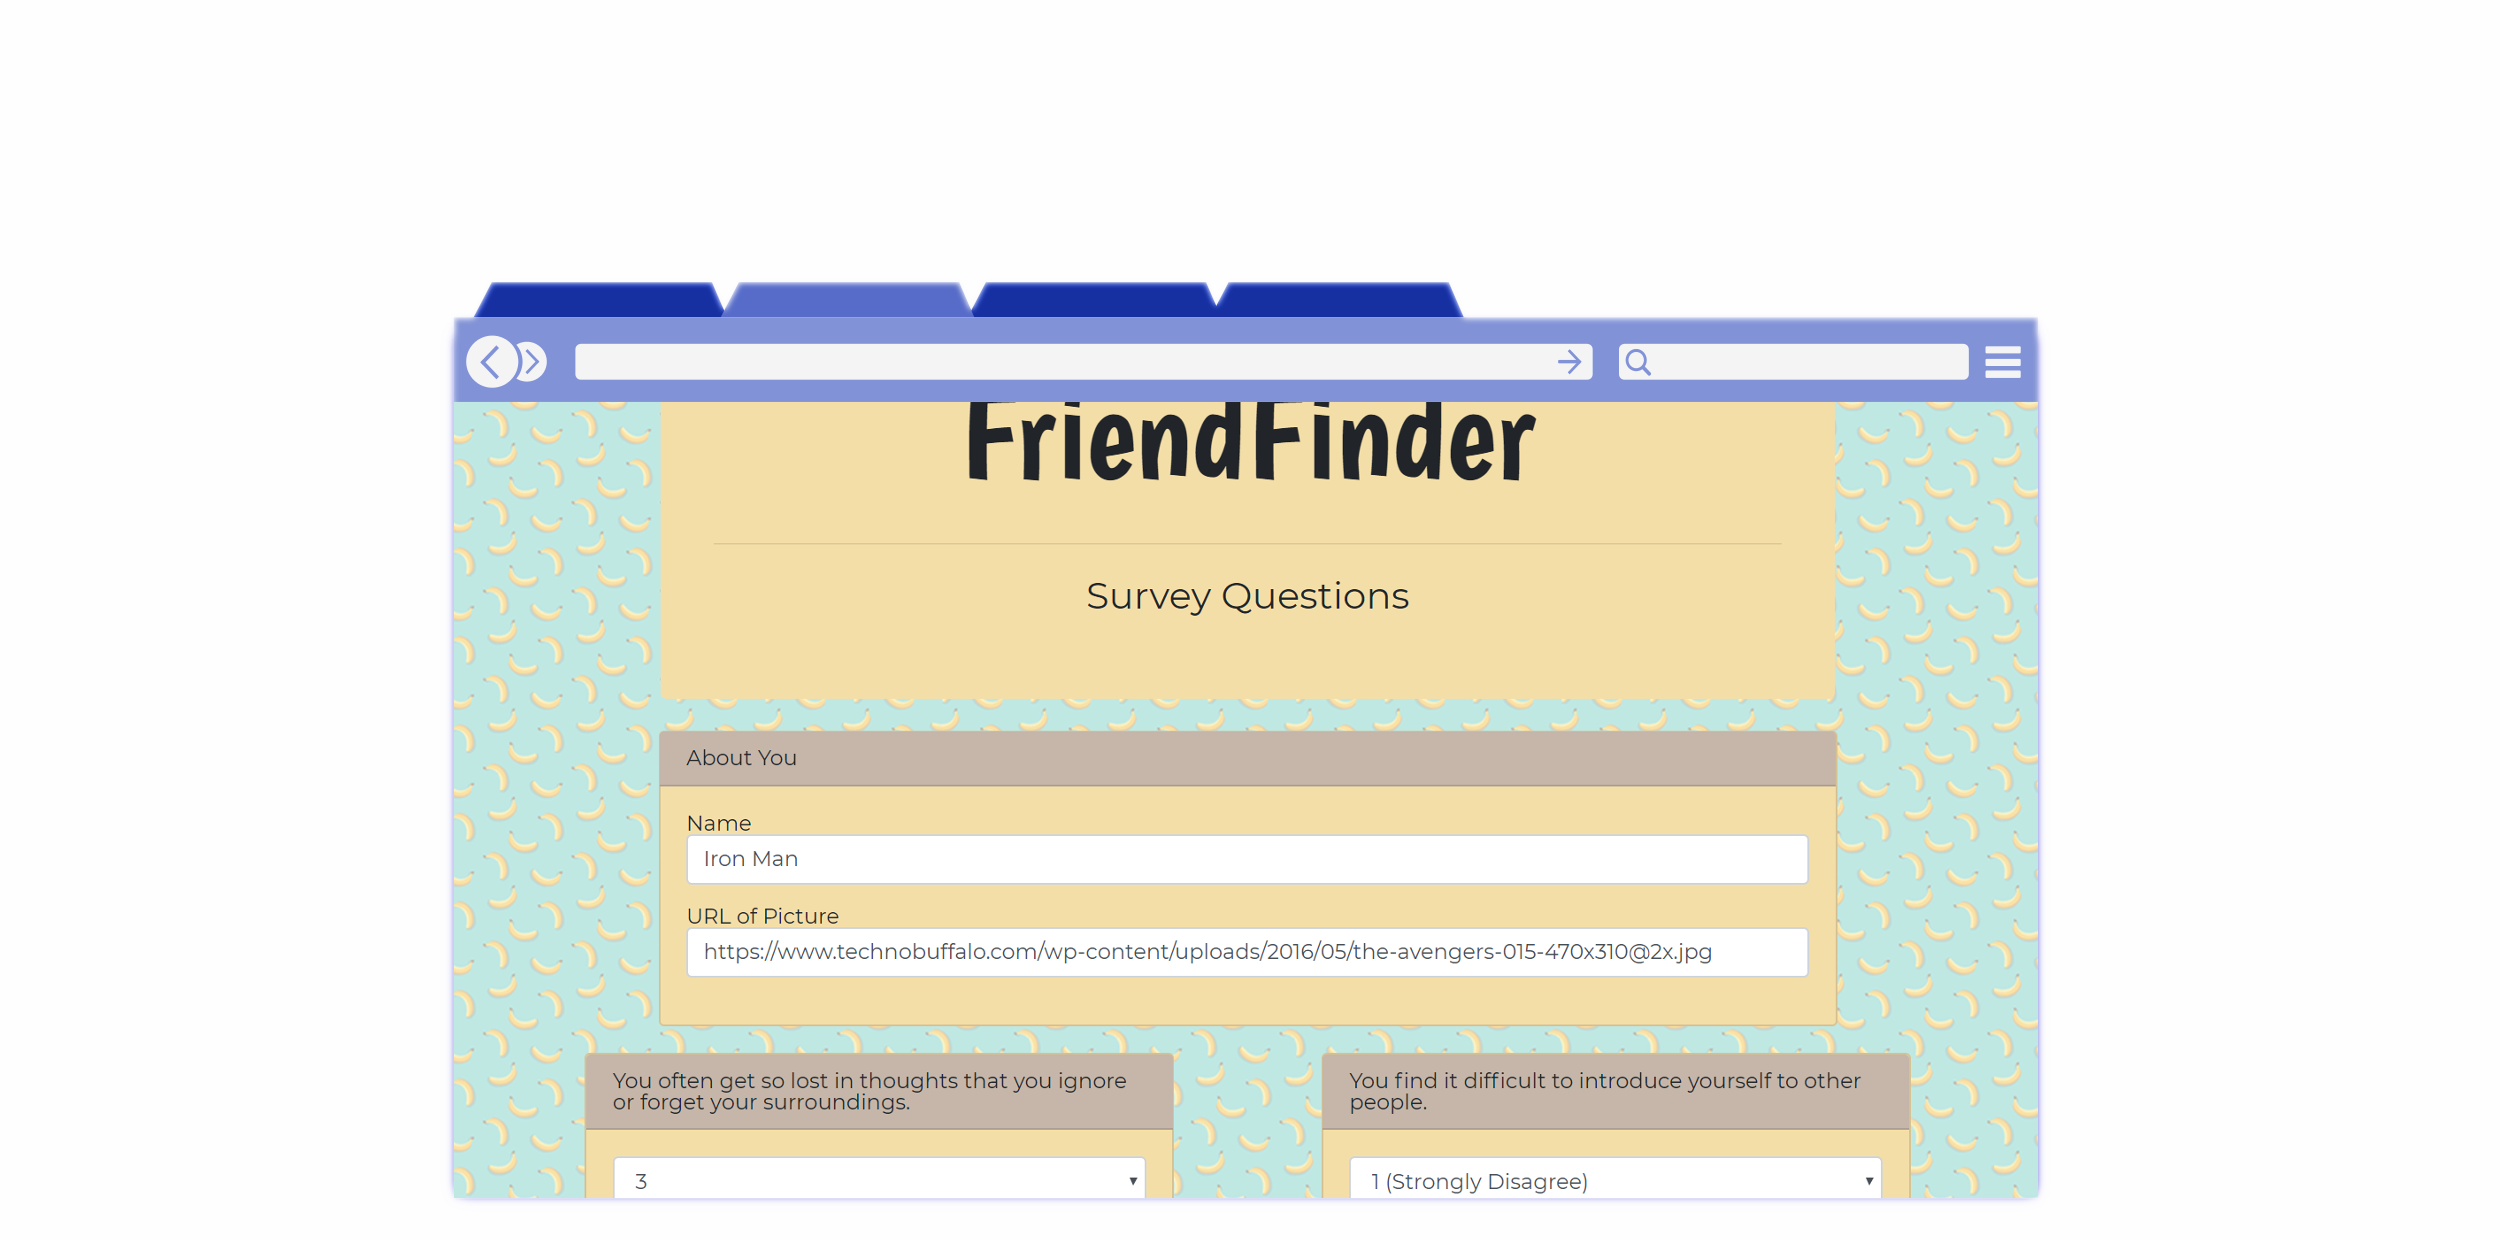 FriendFinder
Survey Questions
About You
Name
Iron Man
URL of Picture
https://www.technobuffalo.com/wp-content/uploads/2016/05/the-avengers-015-470x310@2x.jpg
You often get so lost in thoughts that you ignore
or forget your surroundings.
3
You find it difficult to introduce yourself to other
people.
1 (Strongly Disagree)